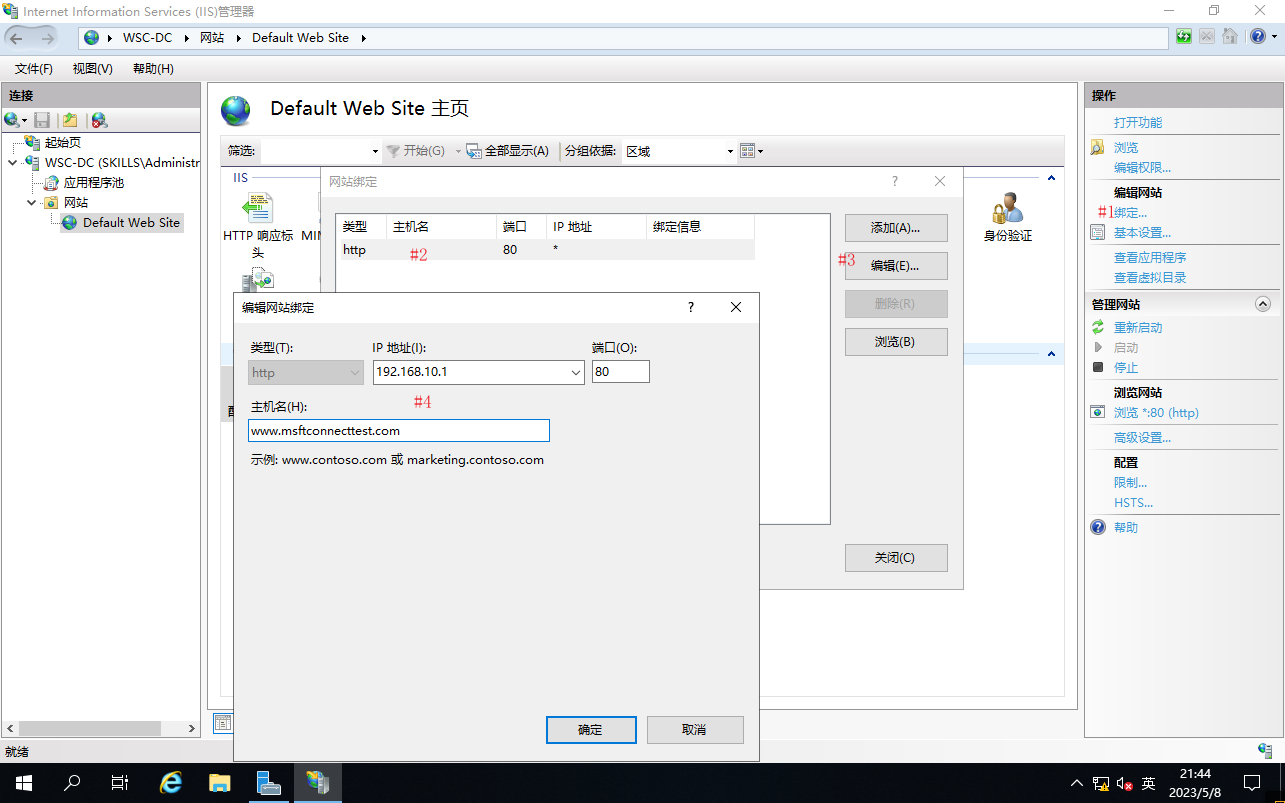 Internet Information Services (IIS)管理器
WSC-DC
网站
Default Web Site
文件(F)
视图(V)
帮助(H)
连接
起始页
WSC-DC (SKILLS\Administr
应用程序池
网站
Default Web Site
Default Web Site 主页
筛选:
开始(G)
全部显示(A)
分组依据:
区域
IIS
HTTP 响应标
头
MIM
身份验证
网站绑定
?
类型
主机名
端口
IP 地址
绑定信息
http
#2
80
*
添加(A)...
#3
编辑(E)...
删除(R)
浏览(B)
关闭(C)
编辑网站绑定
?
类型(T):
IP 地址(I):
端口(O):
http
192.168.10.1
80
#4
主机名(H):
www.msftconnecttest.com
示例: www.contoso.com 或 marketing.contoso.com
确定
取消
操作
打开功能
浏览
编辑权限...
编辑网站
#1绑定...
基本设置...
查看应用程序
查看虚拟目录
管理网站
重新启动
启动
停止
浏览网站
浏览 *:80 (http)
高级设置...
配置
限制...
HSTS...
帮助
就绪
英
21:44
2023/5/8